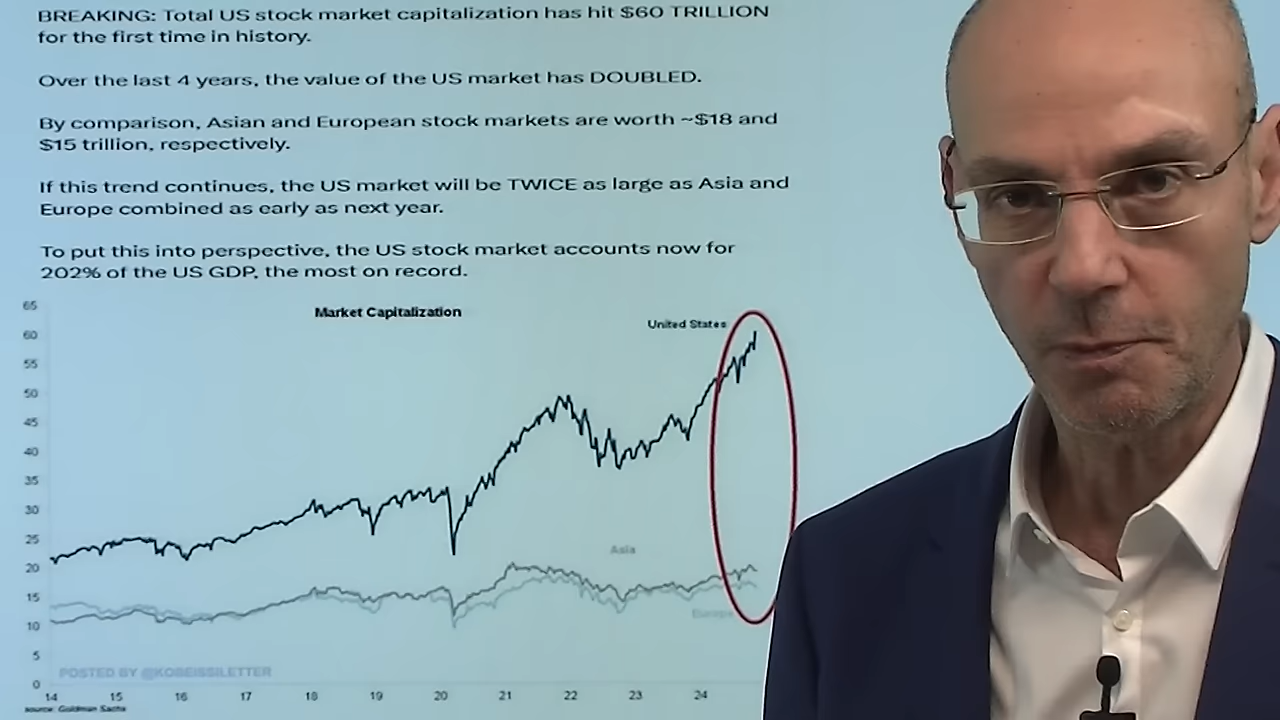 BREAKING: Total US stock market capitalization has hit $60 TRILLION
for the first time in history.
Over the last 4 years, the value of the US market has DOUBLED.
By comparison, Asian and European stock markets are worth ~$18 and
$15 trillion, respectively.
If this trend continues, the US market will be TWICE as large as Asia and
Europe combined as early as next year.
To put this into perspective, the US stock market accounts now for
202% of the US GDP, the most on record.
Market Capitalization
United States
Asia
Europe
65
60
55
50
45
40
35
30
25
20
15
10
5
0
POSTED BY @KOBEISSILETTER
14 15 16 17 18 19 20 21 22 23 24
source: Goldman Sachs